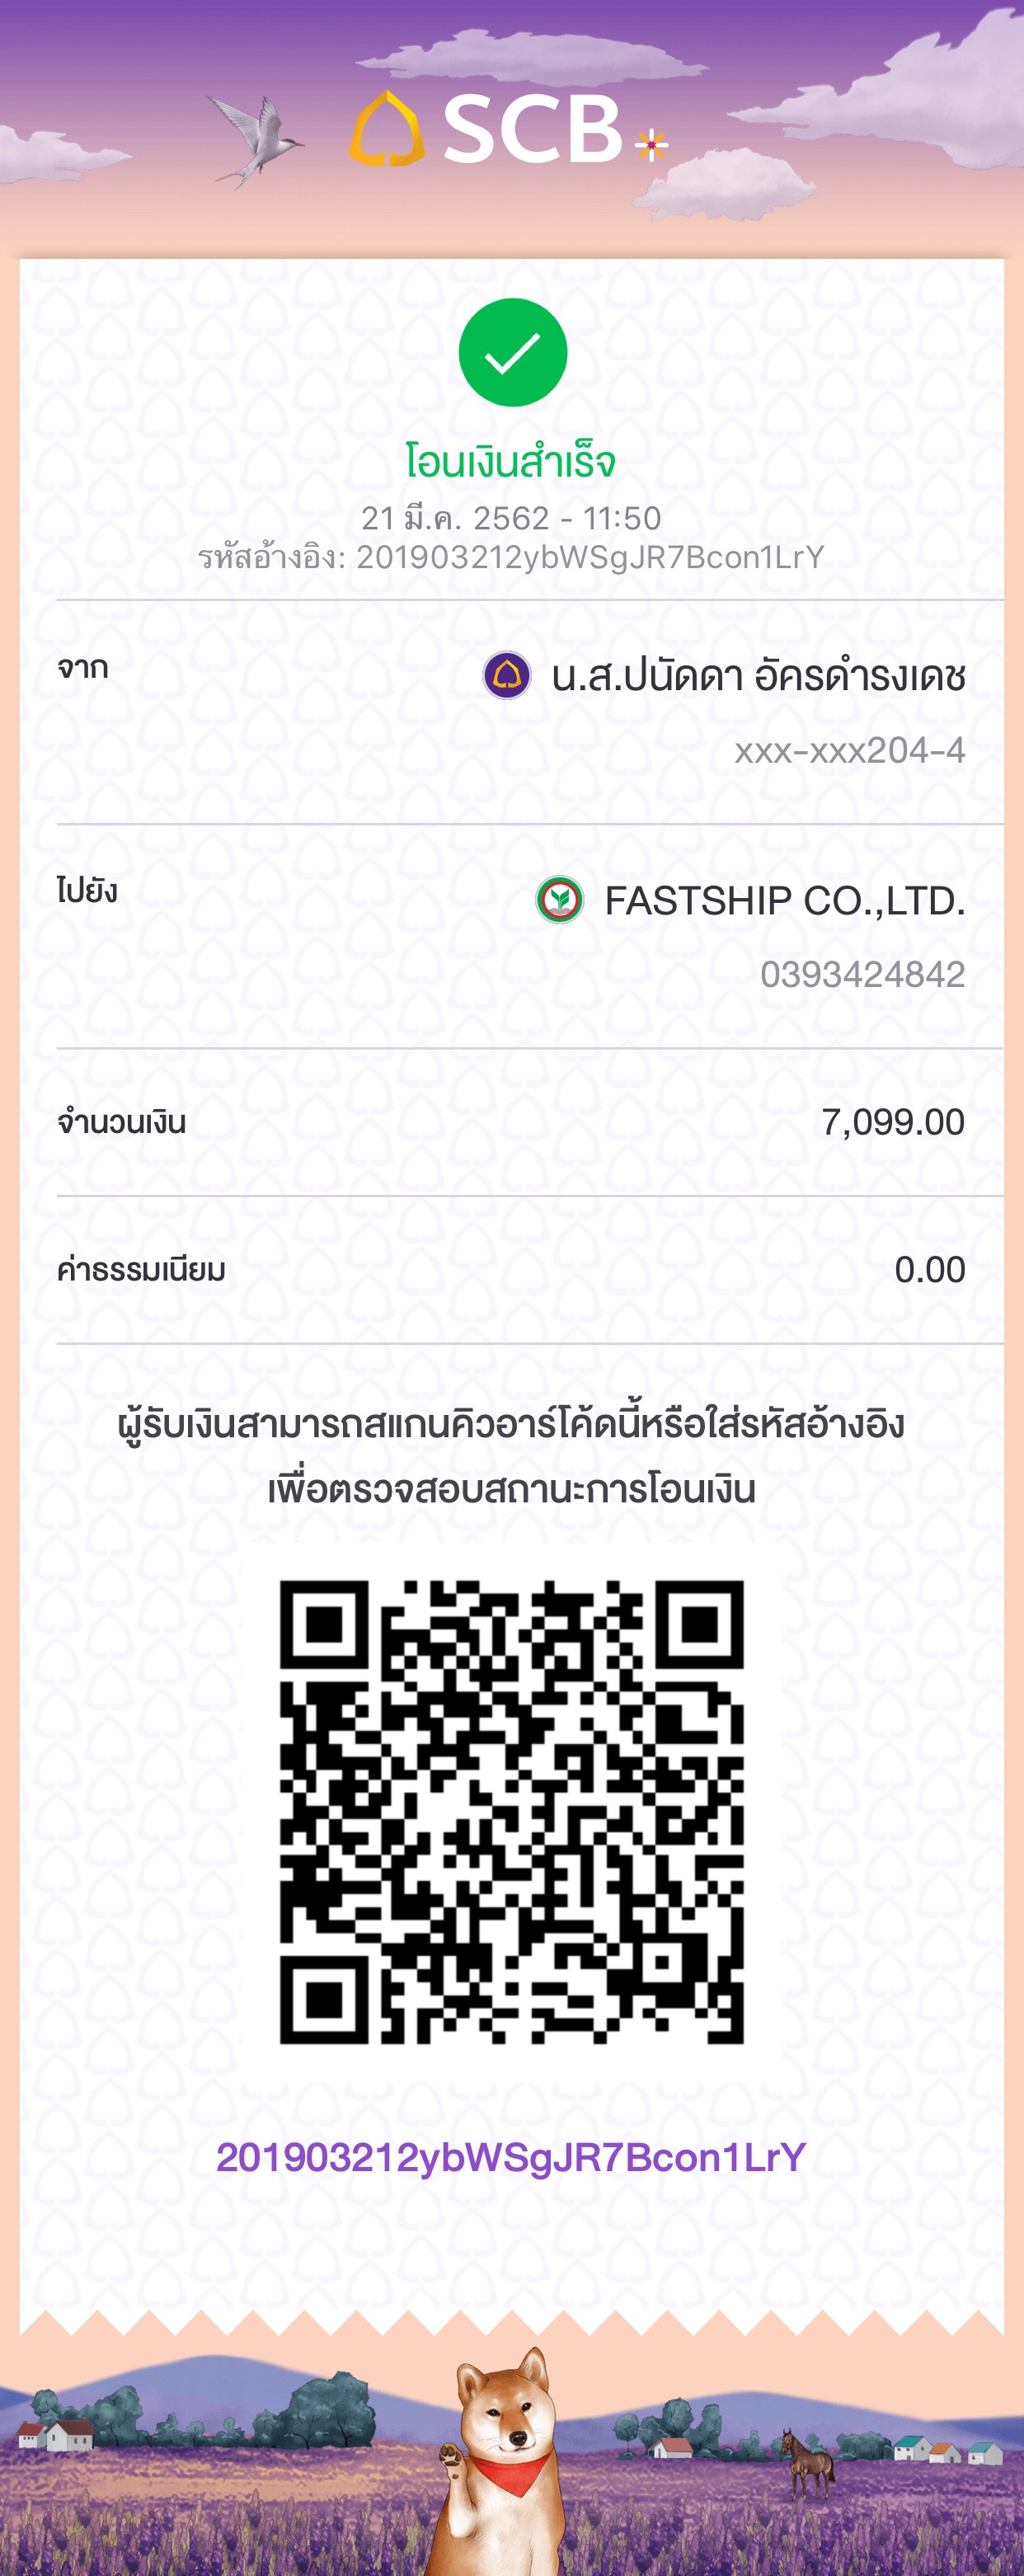 SCB
โอนเงินสำเร็จ
21 มี.ค. 2562 - 11:50
รหัสอ้างอิง: 201903212ybWSgJR7Bcon1LrY
จาก
น.ส.ปนัดดา อัครดำรงเดช
xxx-xxx204-4
ไปยัง
FASTSHIP CO.,LTD.
0393424842
จำนวนเงิน 7,099.00
ค่าธรรมเนียม 0.00
ผู้รับเงินสามารถสแกนคิวอาร์โค้ดนี้หรือใส่รหัสอ้างอิง
เพื่อตรวจสอบสถานะการโอนเงิน
201903212ybWSgJR7Bcon1LrY